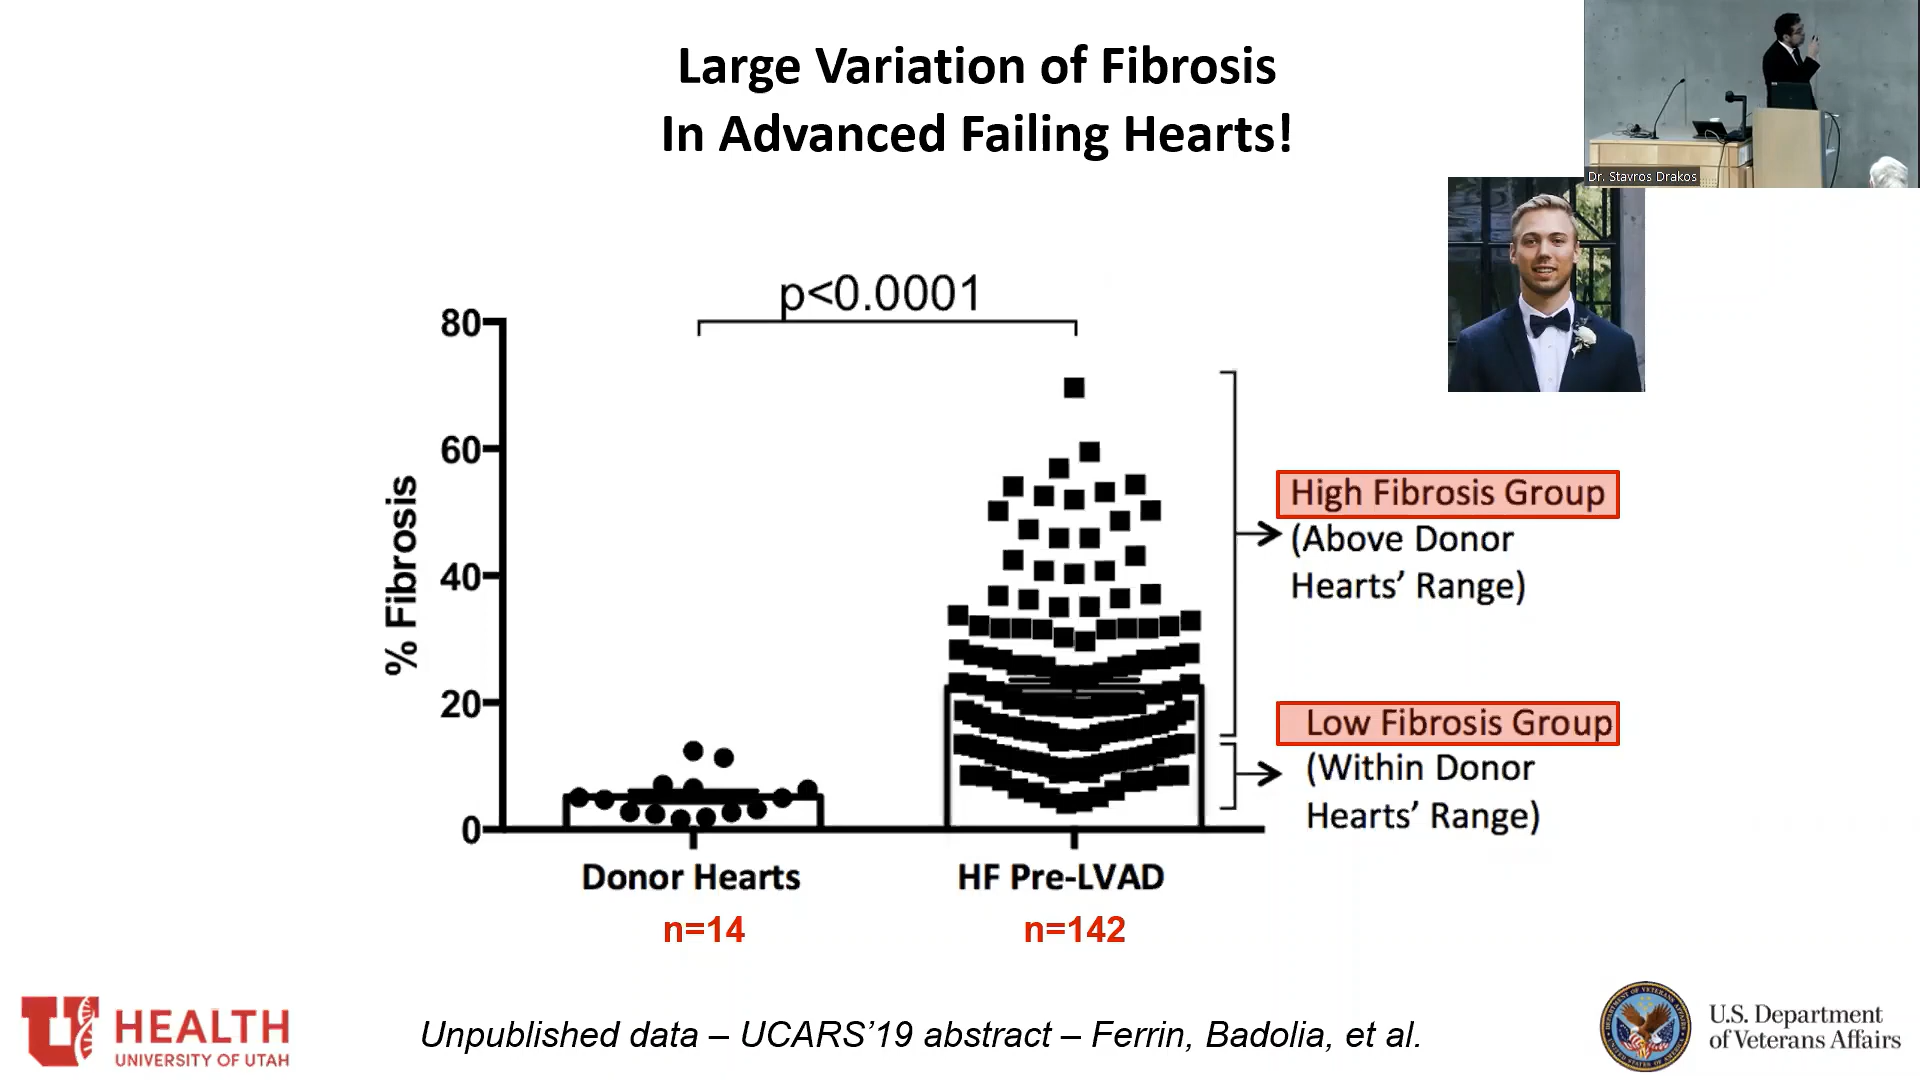 Large Variation of Fibrosis
In Advanced Failing Hearts!
Dr. Stavros Drakos
p<0.0001
80
60
40
20
0
% Fibrosis
High Fibrosis Group
(Above Donor
Hearts’ Range)
Low Fibrosis Group
(Within Donor
Hearts’ Range)
Donor Hearts
HF Pre-LVAD
n=14
n=142
U HEALTH
UNIVERSITY OF UTAH
Unpublished data – UCARS’19 abstract – Ferrin, Badolia, et al.
U.S. Department
of Veterans Affairs